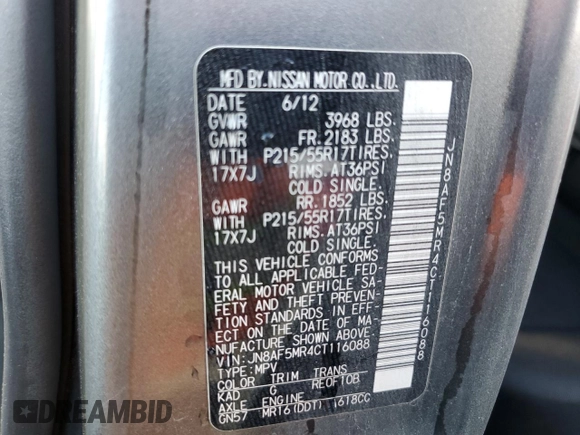 MFD BY.NISSAN MOTOR CO.,LTD.
DATE 6/12
GVWR 3968 LBS.
GAWR FR.2183 LBS.
WITH P215/55R17TIRES.
17X7J RIMS.AT36PSI
COLD SINGLE.
GAWR RR.1852 LBS.
WITH P215/55R17TIRES.
17X7J RIMS.AT36PSI
COLD SINGLE.
THIS VEHICLE CONFORMS
TO ALL APPLICABLE FED-
ERAL MOTOR VEHICLE SA-
FETY AND THEFT PREVEN-
TION STANDARDS IN EFF-
ECT ON THE DATE OF MA-
NUFACTURE SHOWN ABOVE.
VIN:JN8AF5MR4CT116088
TYPE:MPV
COLOR TRIM TRANS
KAD G RE0F10B
AXLE ENGINE
GN57 MR16(DDT) 1618CC
JN8AF5MR4CT116088
DREAMBID
dreambid.com